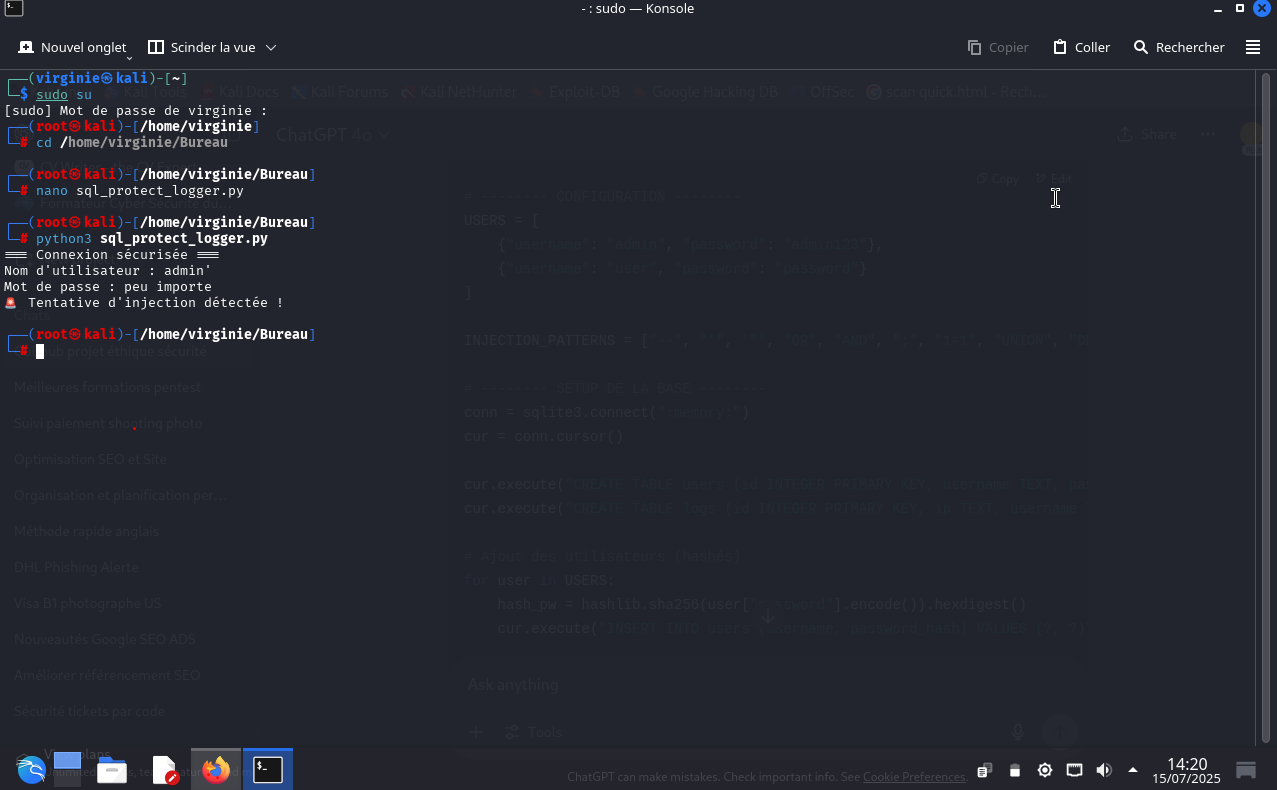 - : sudo — Konsole
Nouvel onglet
Scinder la vue
Copier
Coller
Rechercher
┌──(virginie㉿kali)-[~]
└─$ sudo su
[sudo] Mot de passe de virginie :
┌──(root㉿kali)-[/home/virginie]
└─# cd /home/virginie/Bureau
┌──(root㉿kali)-[/home/virginie/Bureau]
└─# nano sql_protect_logger.py
┌──(root㉿kali)-[/home/virginie/Bureau]
└─# python3 sql_protect_logger.py
=== Connexion sécurisée ===
Nom d'utilisateur : admin'
Mot de passe : peu importe
🚨 Tentative d'injection détectée !
┌──(root㉿kali)-[/home/virginie/Bureau]
└─#
Kali Tools
Kali Docs
Kali Forums
Kali NetHunter
Exploit-DB
Google Hacking DB
OffSec
scan quick.html - Rech...
ChatGPT 4o
Share
Formateur Cyber Sécurité du...
Chats
projet éthique sécurité
Meilleures formations pentest
Suivi paiement shooting photo
Optimisation SEO et Site
Organisation et planification per...
Méthode rapide anglais
DHL Phishing Alerte
Visa B1 photographe US
Nouveautés Google SEO ADS
Améliorer référencement SEO
Sécurité tickets par code
Copy
Edit
CONFIGURATION
USERS = [
{"username": "admin", "password": "admin123"},
{"username": "user", "password": "password"}
]
INJECTION_PATTERNS = [
"OR", "AND",
"1=1", "UNION",
# -------- SETUP DE LA BASE --------
conn = sqlite3.connect(":memory:")
cur = conn.cursor()
cur.execute("CREATE TABLE users (id INTEGER PRIMARY KEY, username TEXT,
cur.execute("CREATE TABLE logs (id INTEGER PRIMARY KEY, ip TEXT, username
# Ajout des utilisateurs (hashés)
for user in USERS:
hash_pw = hashlib.sha256(user["password"].encode()).hexdigest()
cur.execute("INSERT INTO users (username, password_hash) VALUES (?, ?)
Ask anything
Tools
ChatGPT can make mistakes. Check important info. See Cookie Preferences.
14:20
15/07/2025